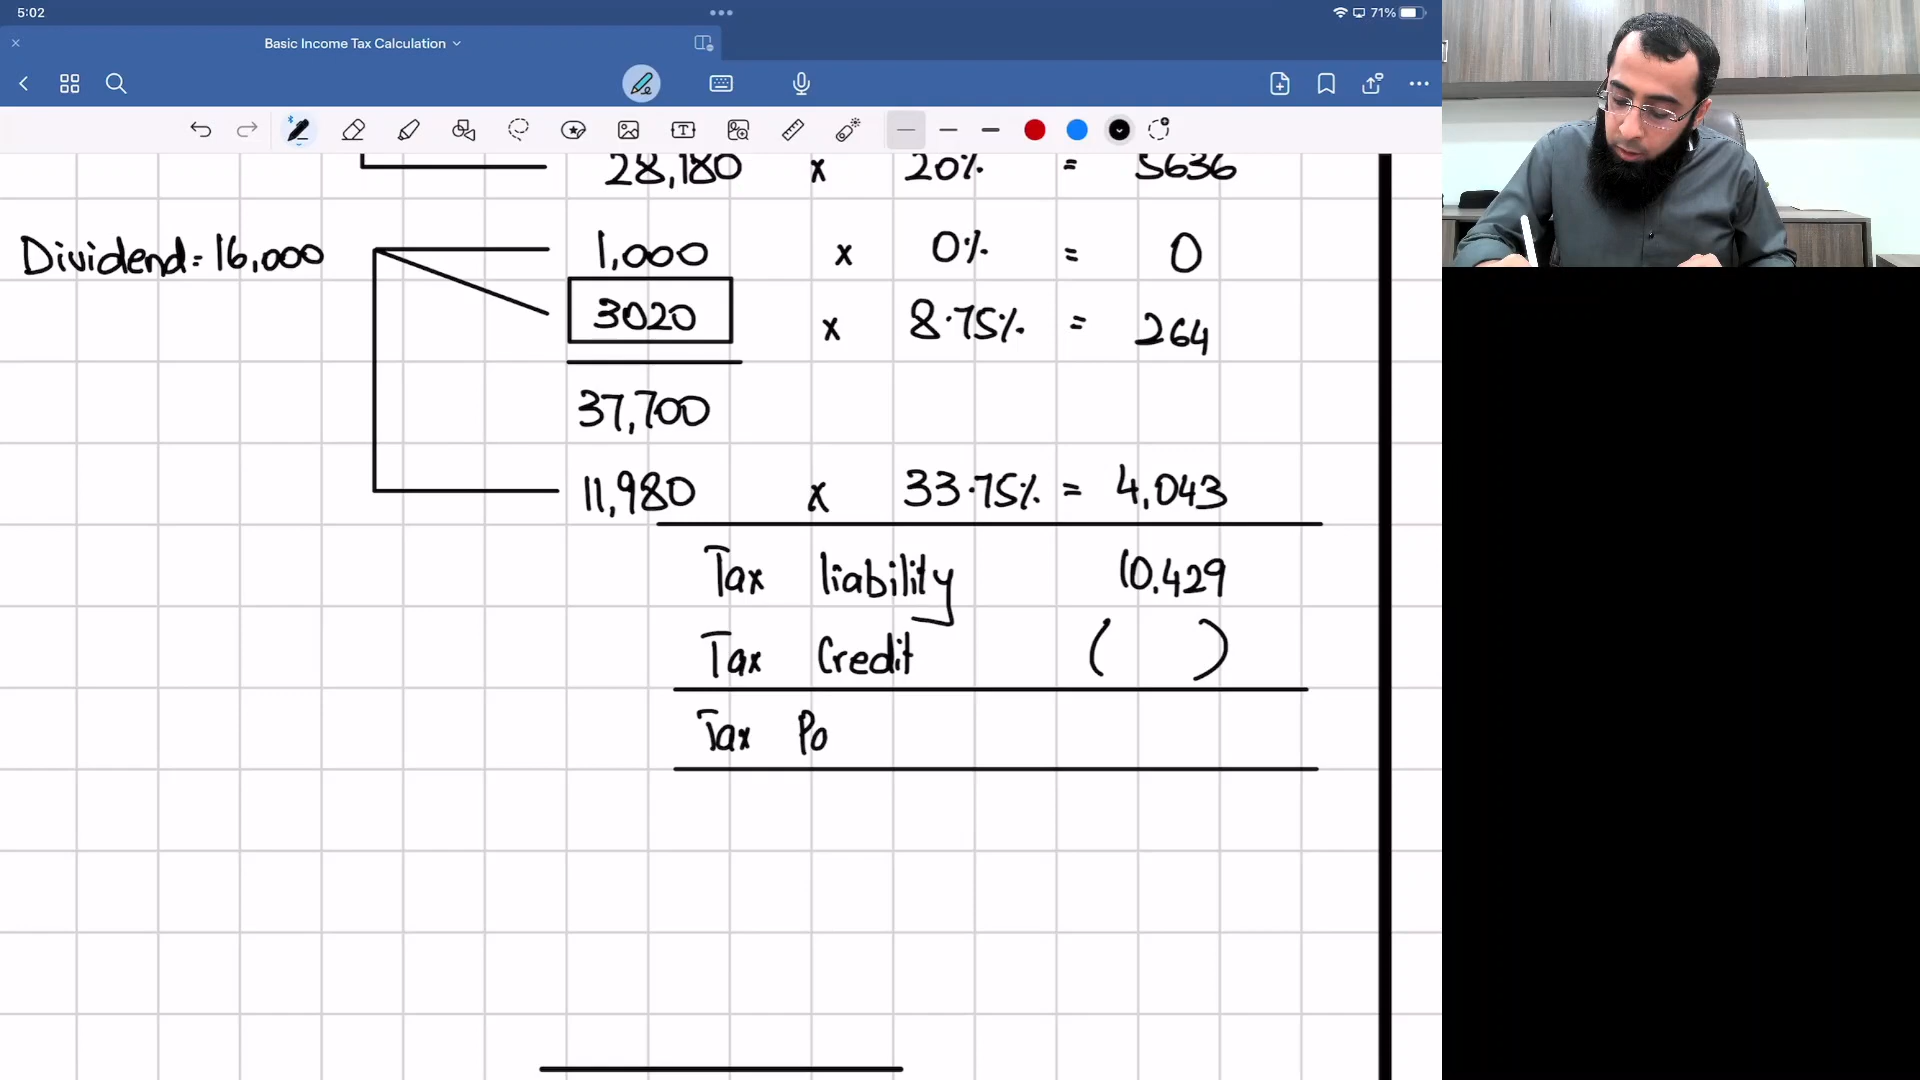 5:02
71%
Basic Income Tax Calculation
28,180 x 20% = 5636
Dividend = 16,000
1,000 x 0% = 0
3020 x 8.75% = 264
37,700
11,980 x 33.75% = 4,043
Tax liability 10,429
Tax Credit ( )
Tax Pa